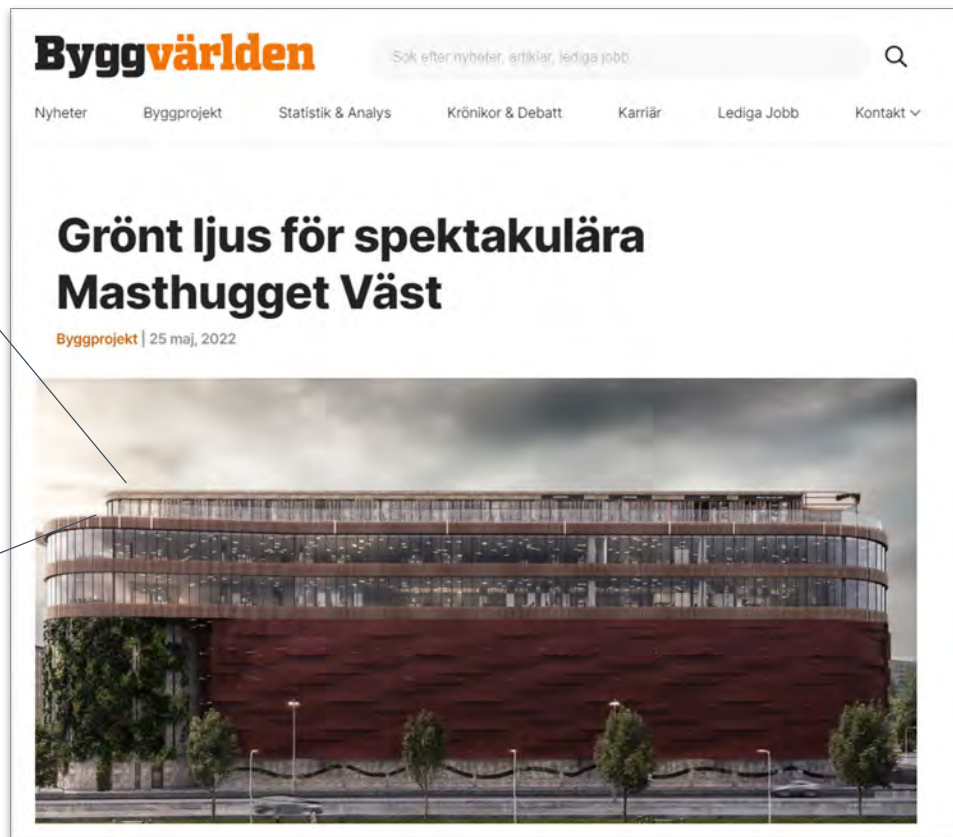 Byggvärlden
Sök efter nyheter, artiklar, lediga jobb
Nyheter Byggprojekt Statistik & Analys Krönikor & Debatt Karriär Lediga Jobb Kontakt
Grönt ljus för spektakulära
Masthugget Väst
Byggprojekt | 25 maj, 2022